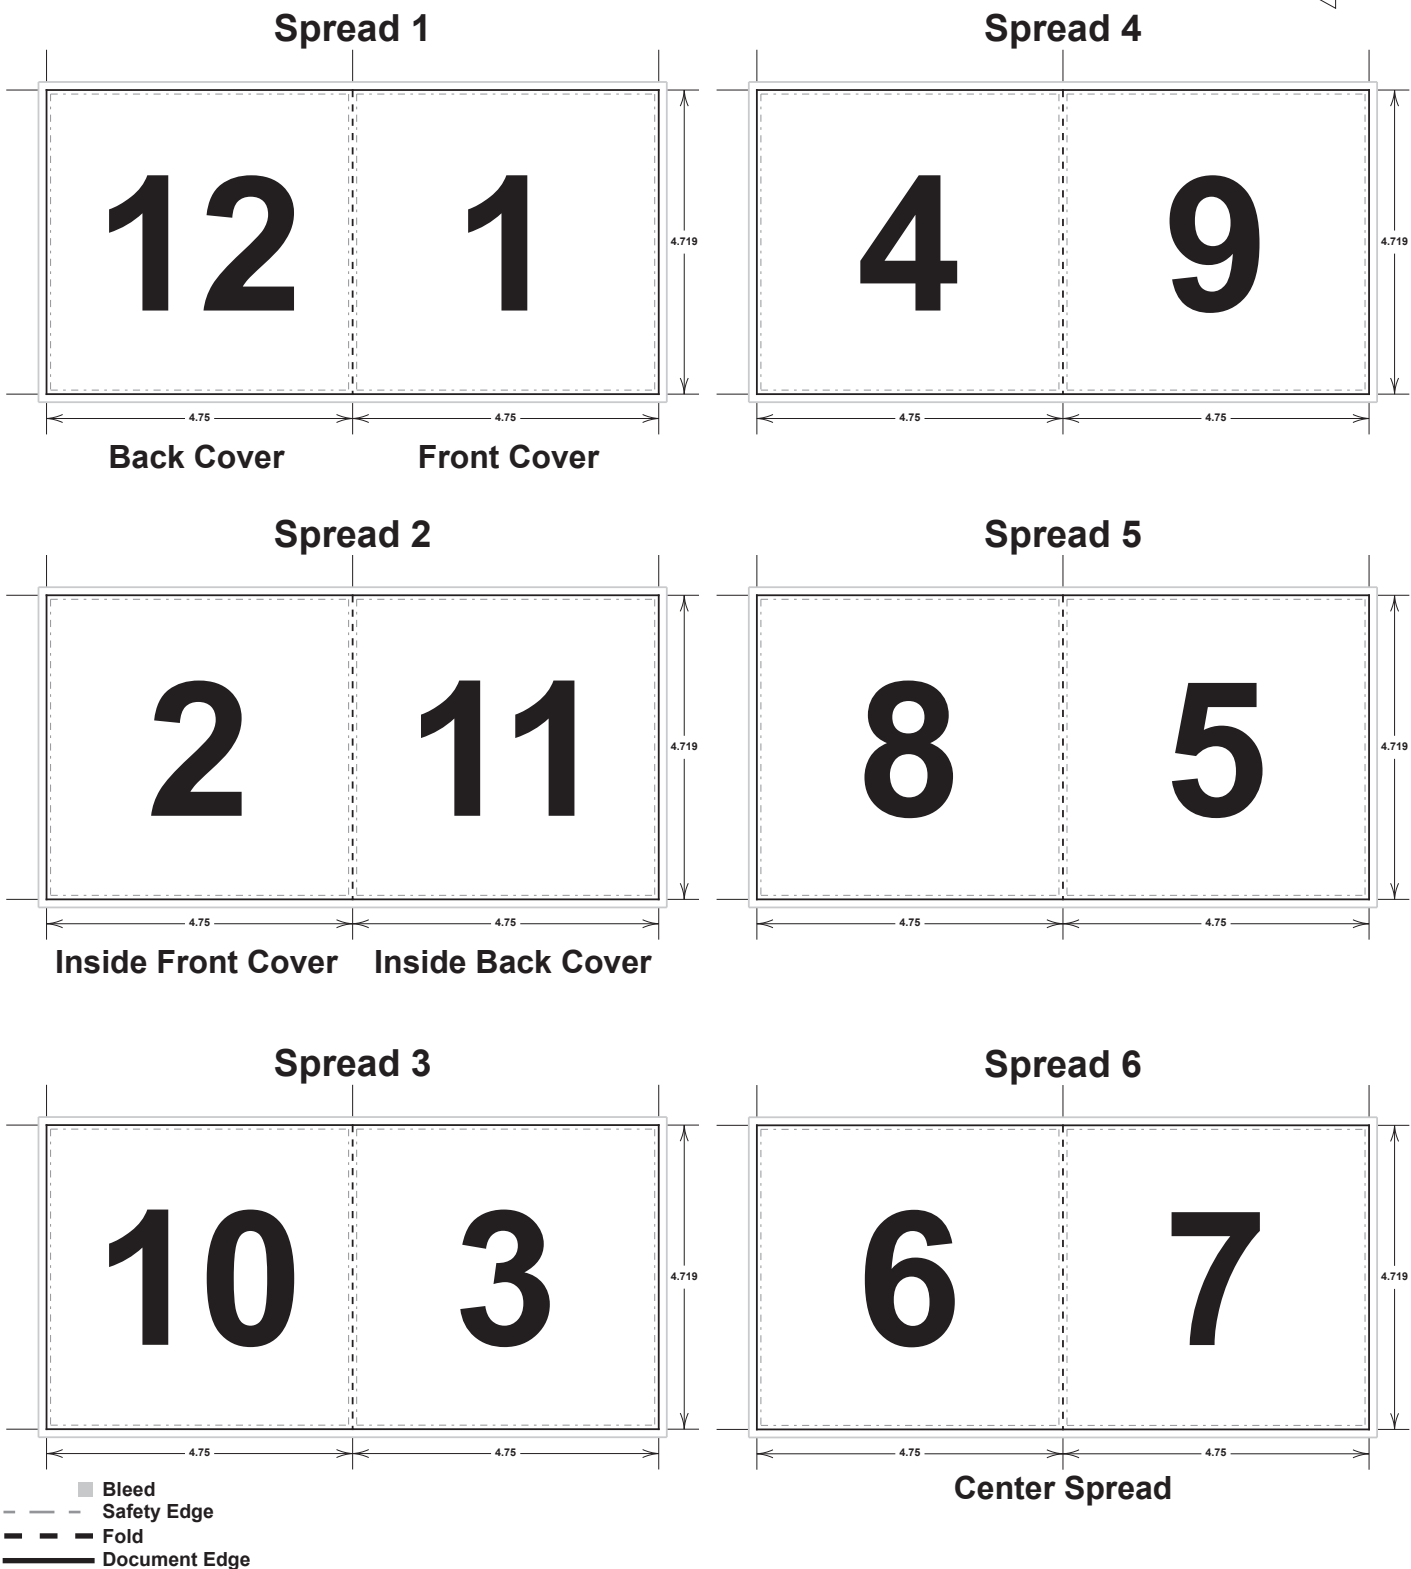 Spread 1
12 1
4.719
4.75 4.75
Back Cover Front Cover
Spread 2
2 11
4.719
4.75 4.75
Inside Front Cover Inside Back Cover
Spread 3
10 3
4.719
4.75 4.75
Spread 4
4 9
4.719
4.75 4.75
Spread 5
8 5
4.719
4.75 4.75
Spread 6
6 7
4.719
4.75 4.75
Center Spread
Bleed
Safety Edge
Fold
Document Edge